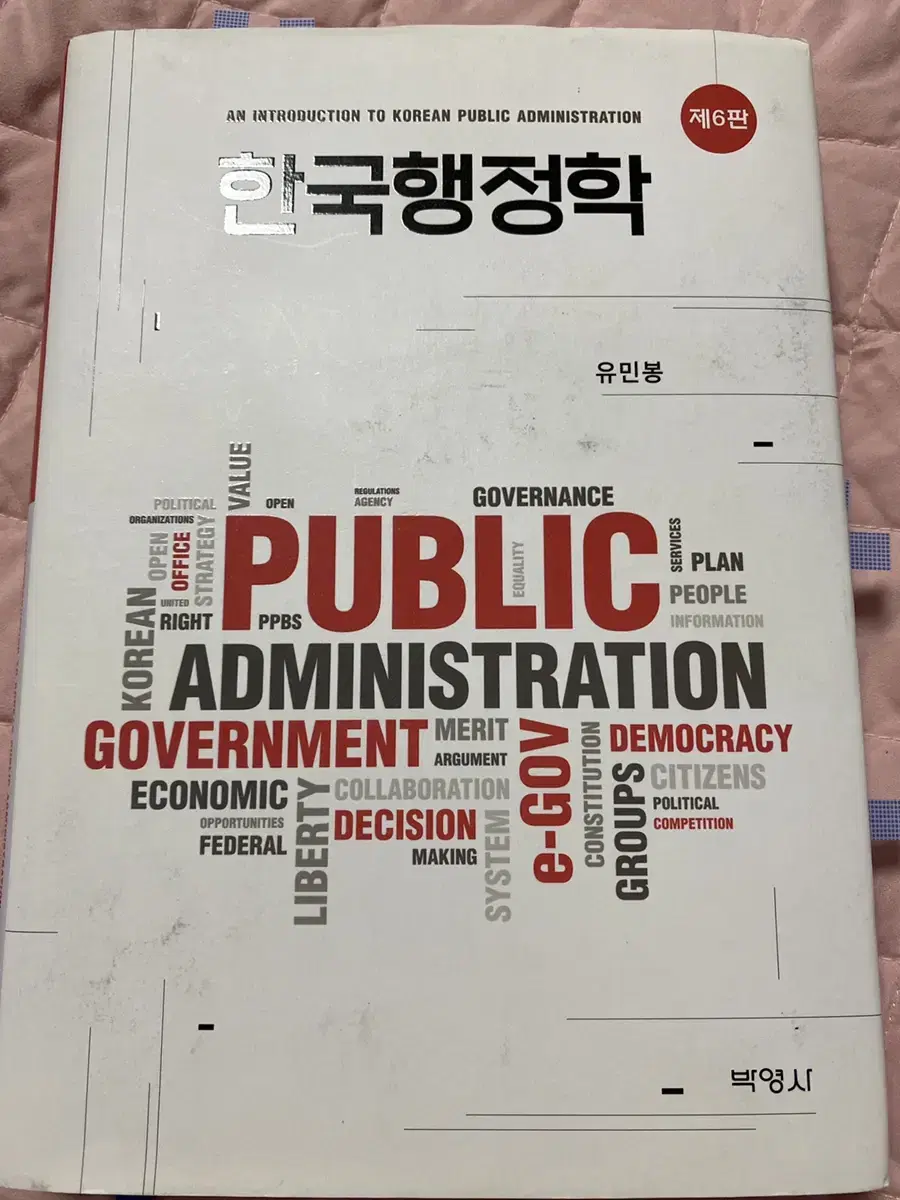 AN INTRODUCTION TO KOREAN PUBLIC ADMINISTRATION
제6판
한국행정학
유민봉
VALUE
POLITICAL
OPEN
REGULATIONS
AGENCY
GOVERNANCE
ORGANIZATIONS
OPEN
OFFICE
STRATEGY
PUBLIC
EQUALITY
SERVICES
PLAN
PEOPLE
KOREAN
UNITED
RIGHT
PPBS
INFORMATION
ADMINISTRATION
GOVERNMENT
MERIT
ARGUMENT
e-GOV
CONSTITUTION
DEMOCRACY
ECONOMIC
COLLABORATION
GROUPS
CiTIZENS
OPPORTUNITIES
LIBERTY
DECISION
SYSTEM
POLITICAL
COMPETITION
FEDERAL
MAKING
박영사